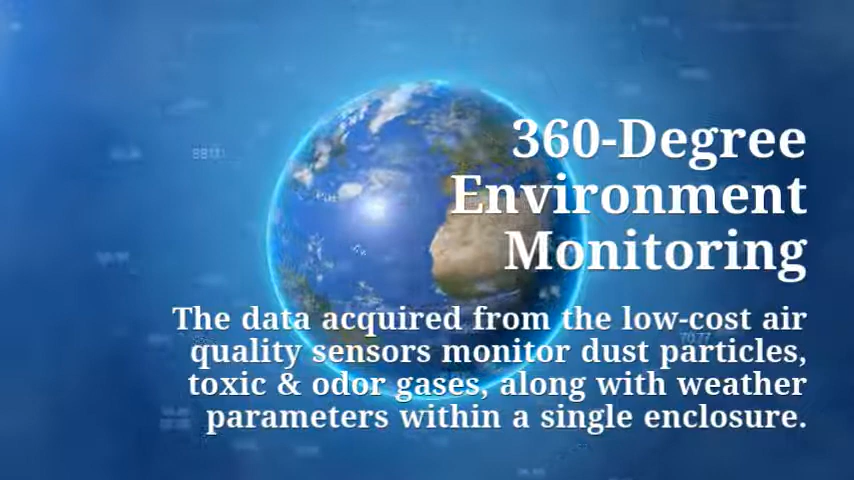 360-Degree
Environment
Monitoring
The data acquired from the low-cost air
quality sensors monitor dust particles,
toxic & odor gases, along with weather
parameters within a single enclosure.